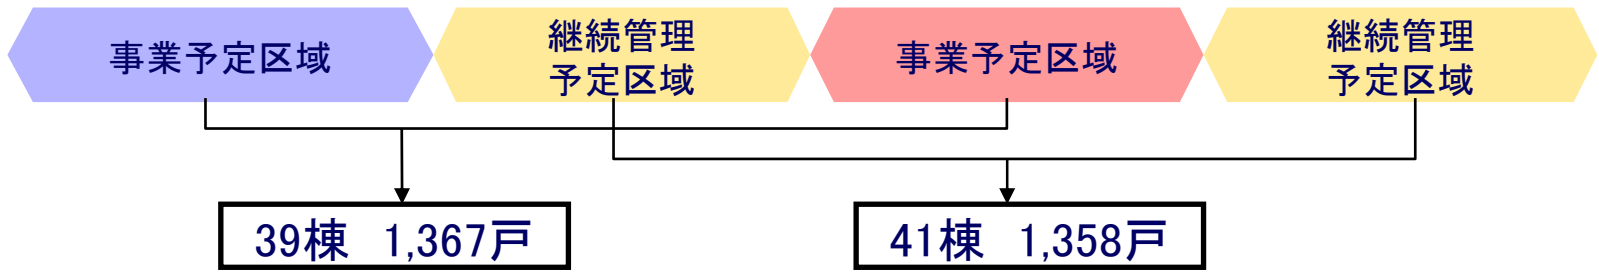 事業予定区域
継続管理
予定区域
事業予定区域
継続管理
予定区域
39棟　1,367戸
41棟　1,358戸